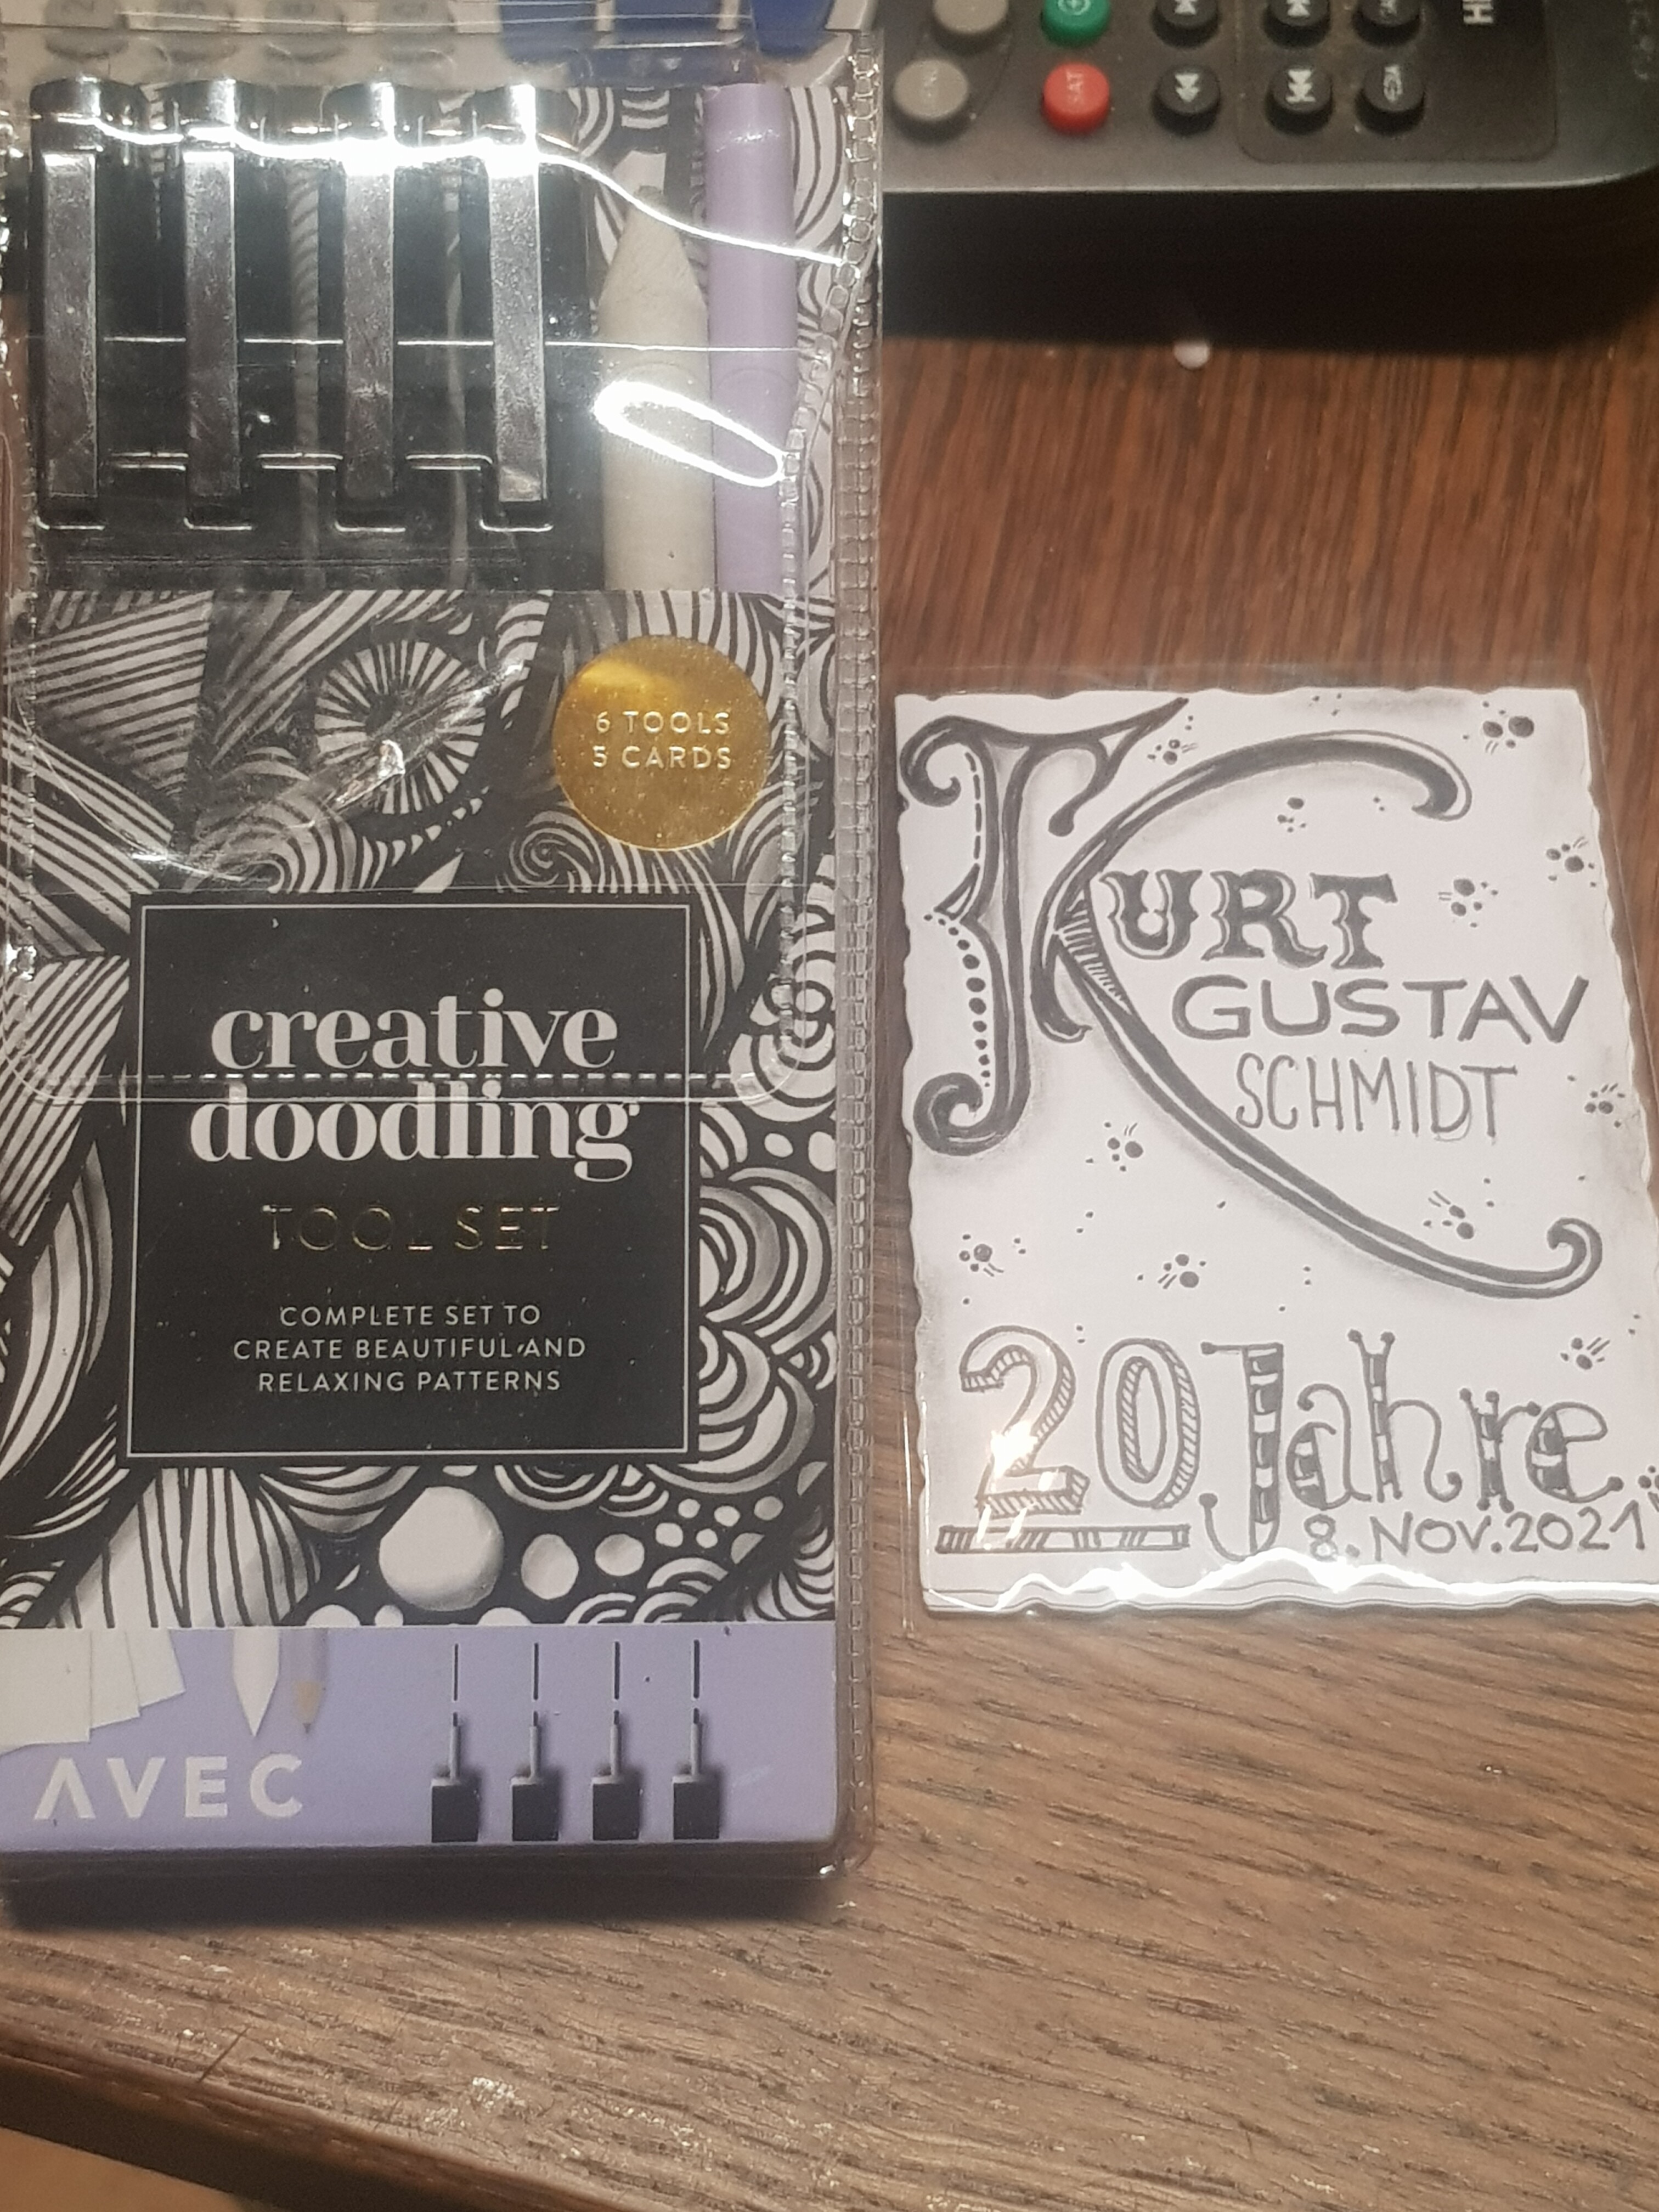 6 TOOLS
5 CARDS
creative
doodling
TOOL SET
COMPLETE SET TO
CREATE BEAUTIFUL AND
RELAXING PATTERNS
AVEC
SAT
KURT
GUSTAV
SCHMIDT
20 Jahre
8. NOV. 2021